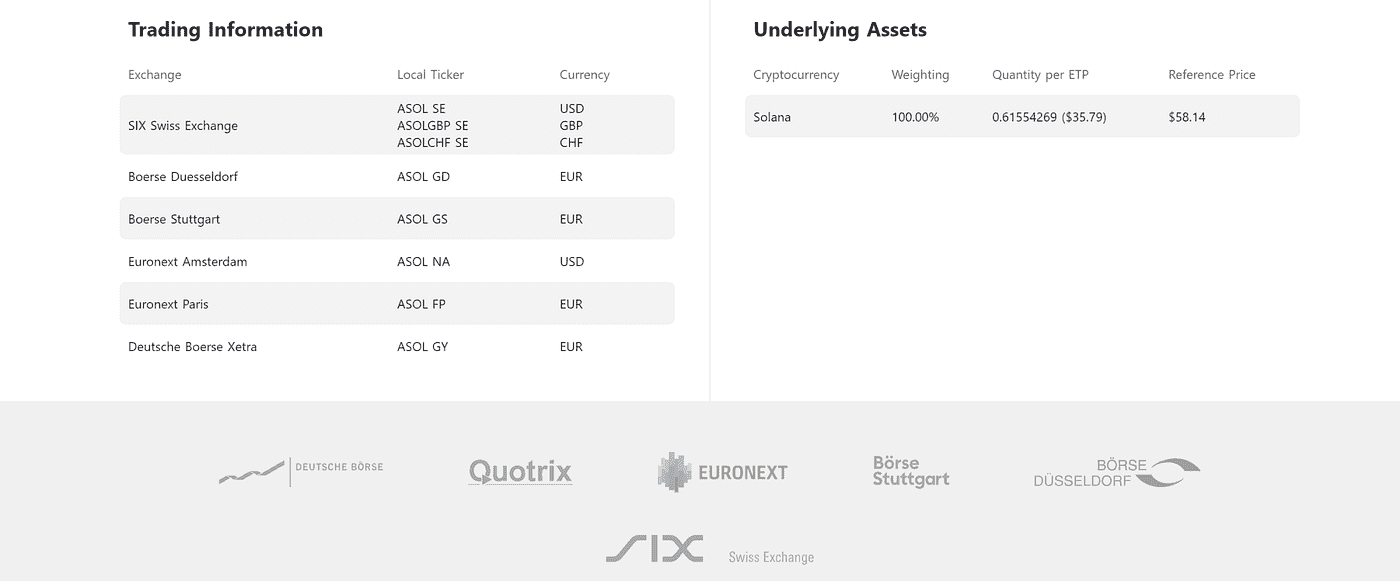 Trading Information
Exchange Local Ticker Currency
SIX Swiss Exchange
ASOL SE USD
ASOLGBP SE GBP
ASOLCHF SE CHF
Boerse Duesseldorf ASOL GD EUR
Boerse Stuttgart ASOL GS EUR
Euronext Amsterdam ASOL NA USD
Euronext Paris ASOL FP EUR
Deutsche Boerse Xetra ASOL GY EUR
Underlying Assets
Cryptocurrency Weighting Quantity per ETP Reference Price
Solana 100.00% 0.61554269 ($35.79) $58.14
DEUTSCHE BÖRSE
Quotrix
EURONEXT
Börse
Stuttgart
BÖRSE
DÜSSELDORF
SIX Swiss Exchange